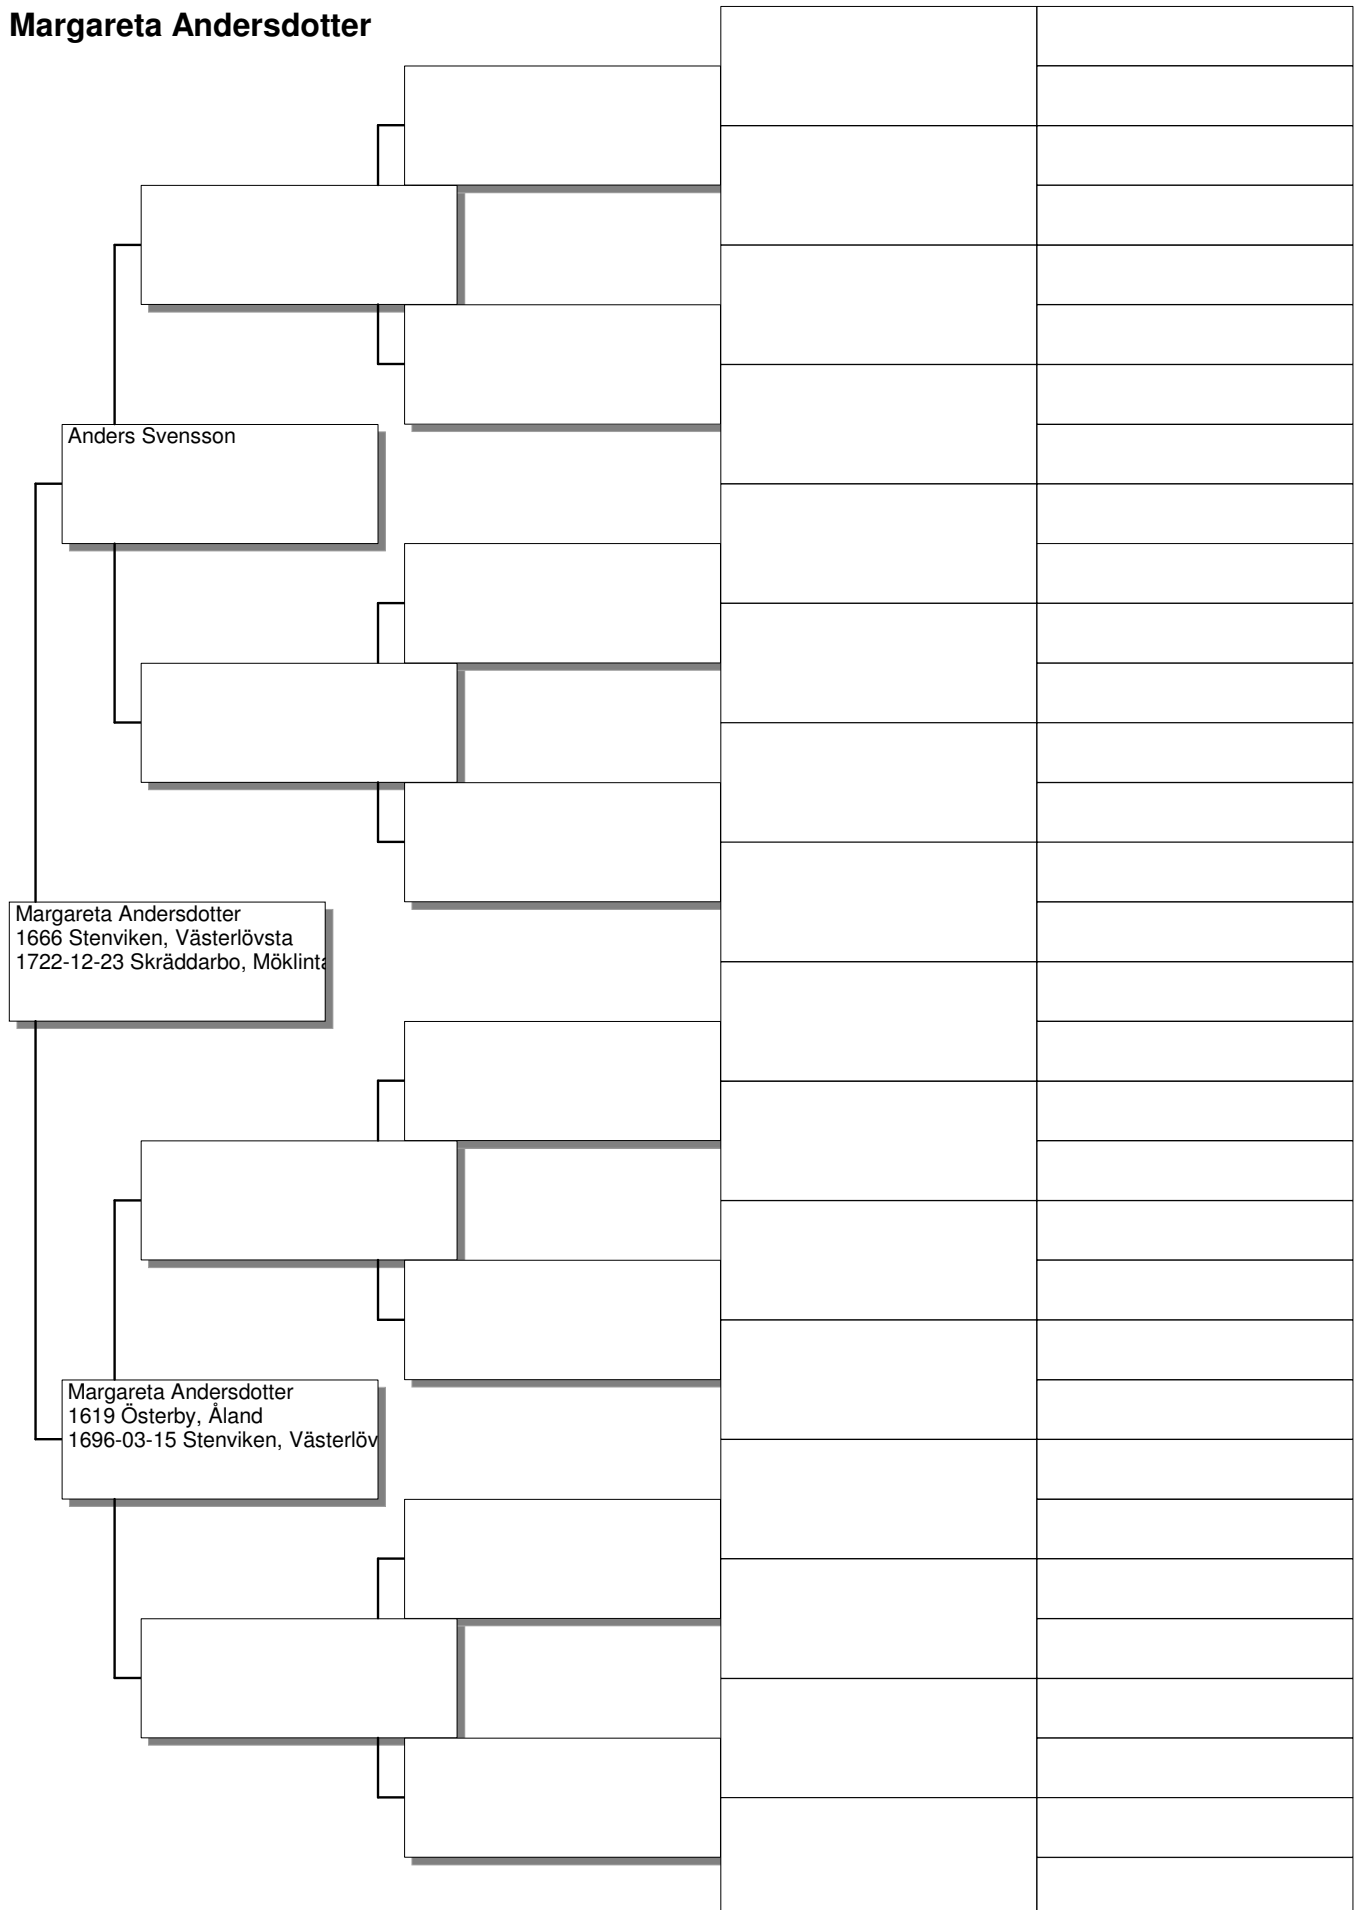 Margareta Andersdotter
Anders Svensson
Margareta Andersdotter
1666 Stenviken, Västerlövsta
1722-12-23 Skräddarbo, Möklinta
Margareta Andersdotter
1619 Österby, Åland
1696-03-15 Stenviken, Västerlöv